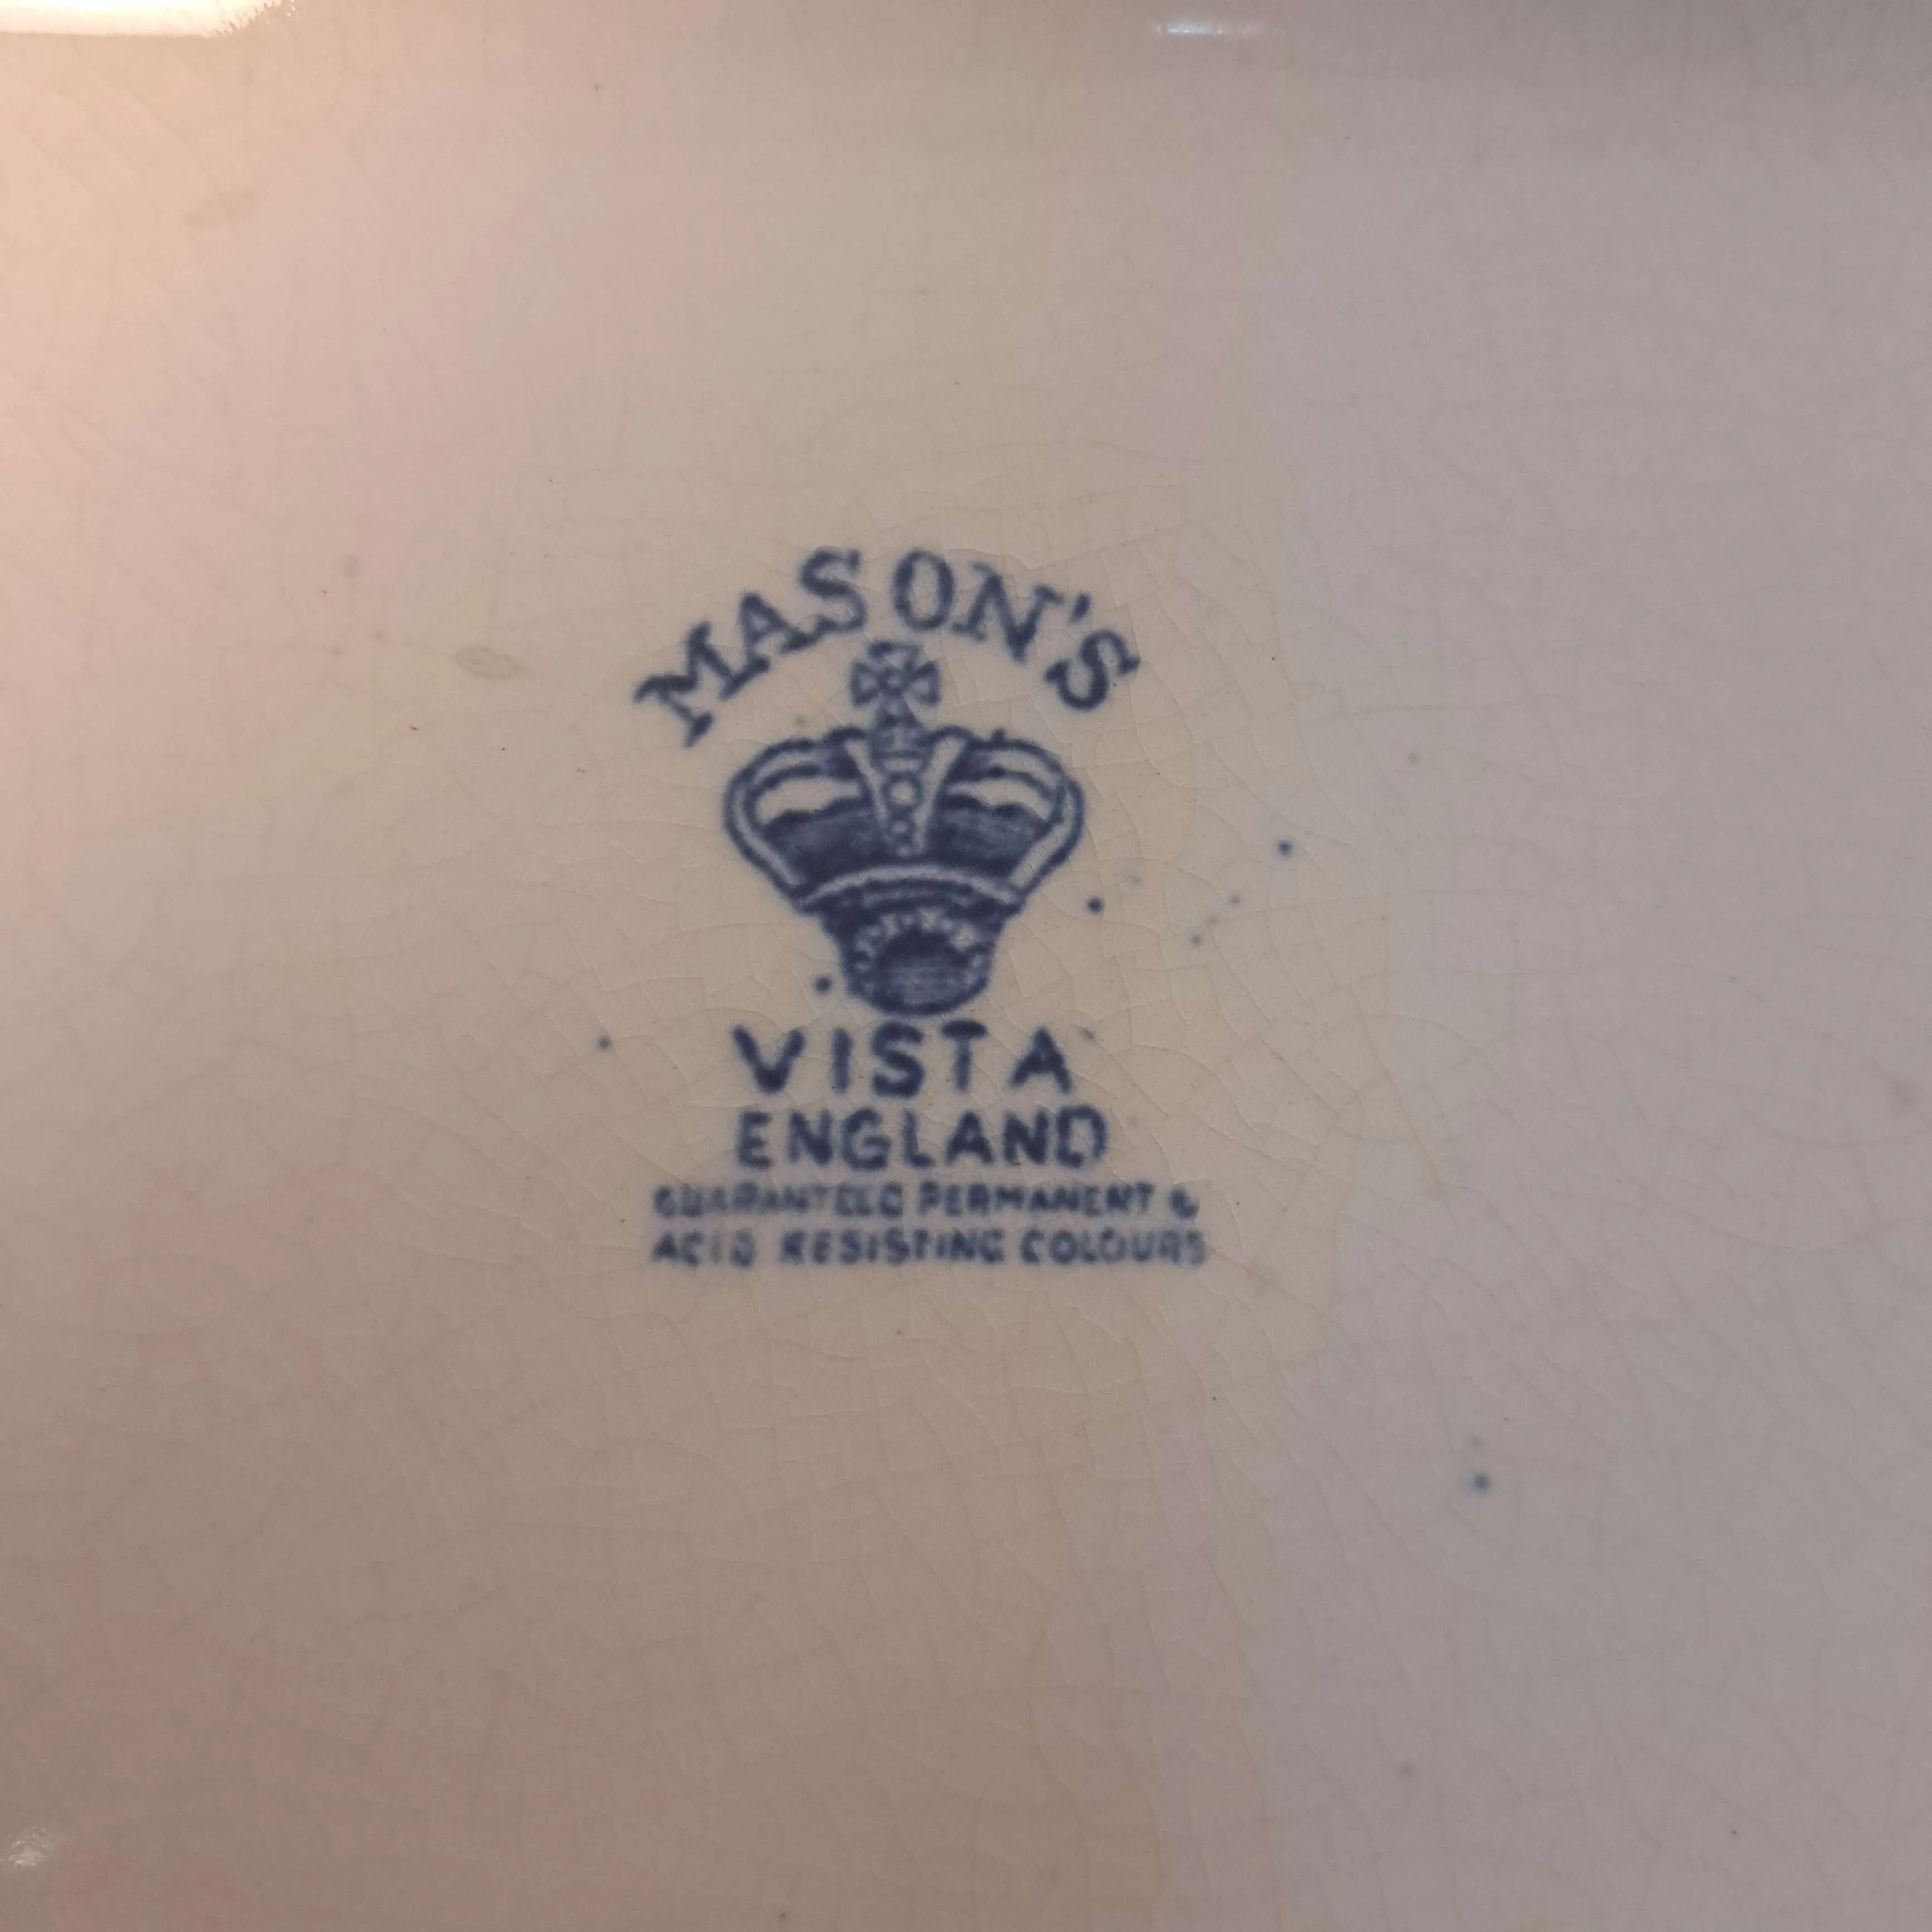 MASON'S
VISTA
ENGLAND
GUARANTEED PERMANENT &
ACID RESISTING COLOURS